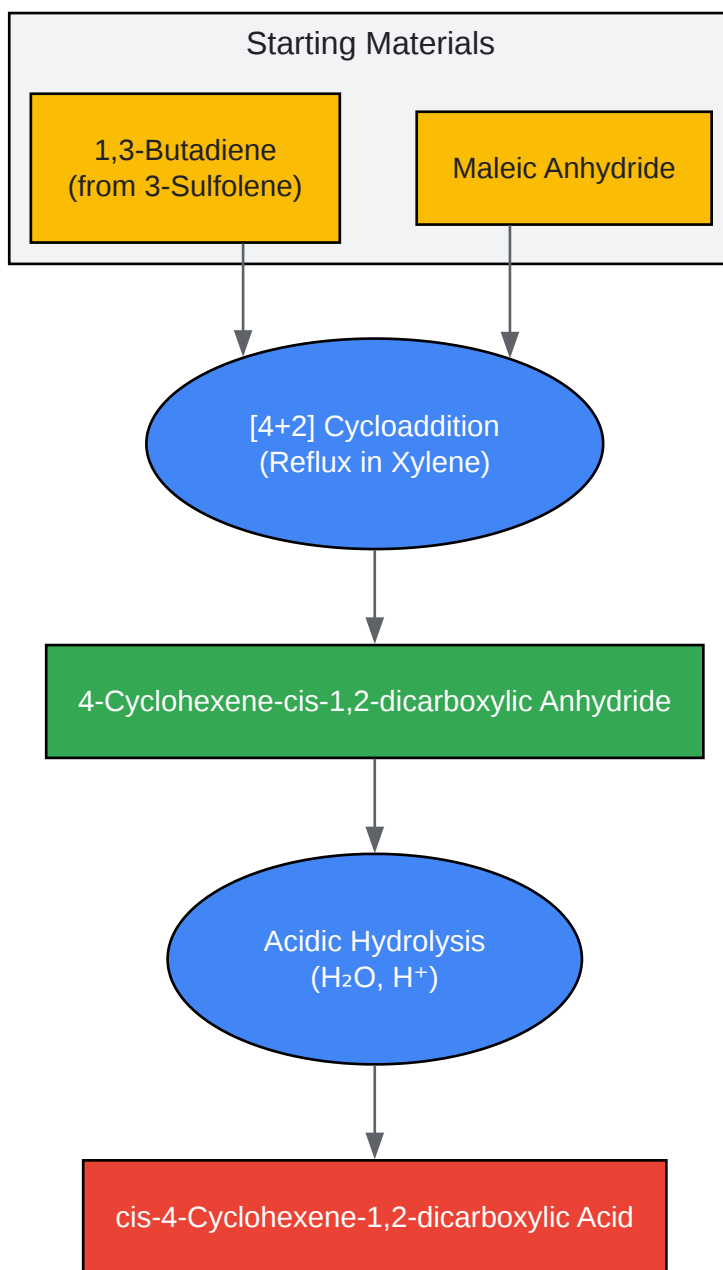 Starting Materials
1,3-Butadiene
(from 3-Sulfolene)
Maleic Anhydride
[4+2] Cycloaddition
(Reflux in Xylene)
4-Cyclohexene-cis-1,2-dicarboxylic Anhydride
Acidic Hydrolysis
(H₂O, H⁺)
cis-4-Cyclohexene-1,2-dicarboxylic Acid